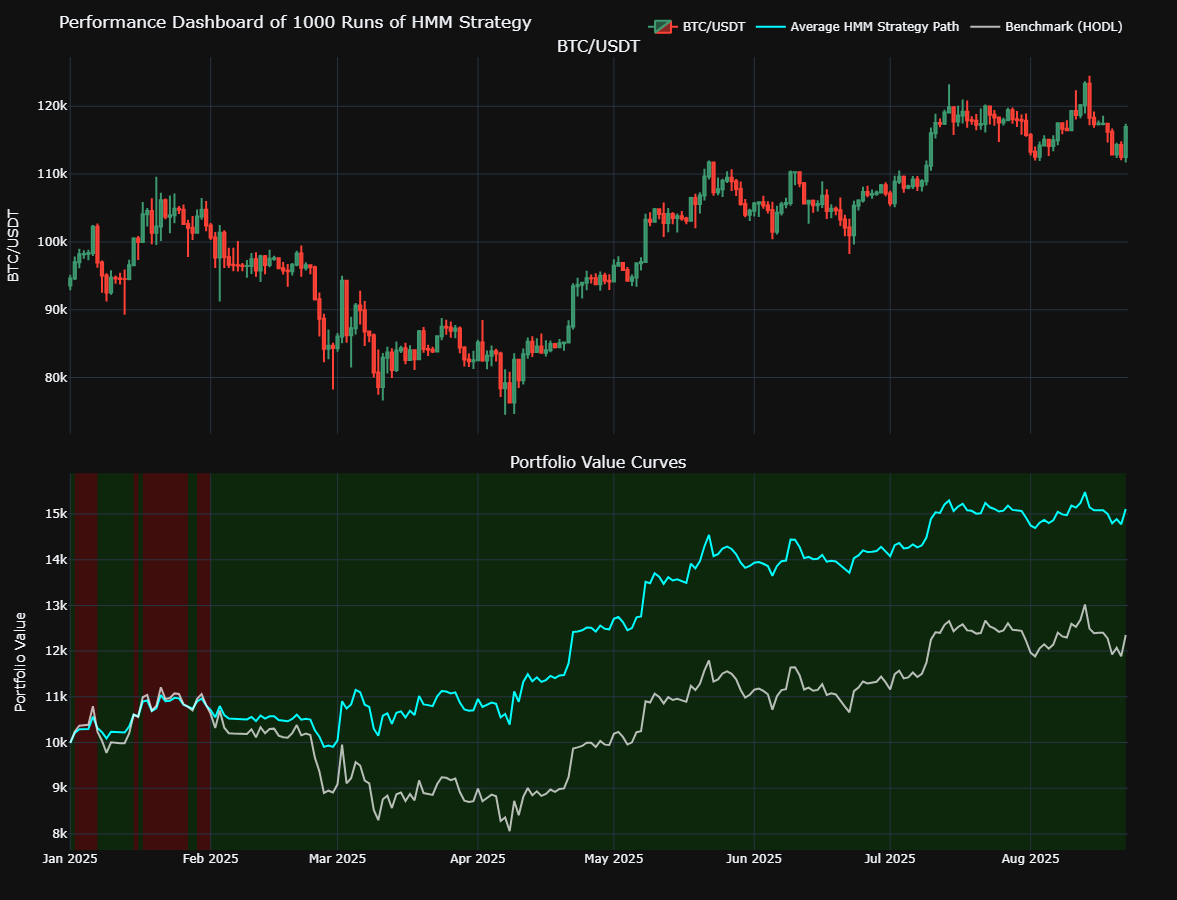 Performance Dashboard of 1000 Runs of HMM Strategy
BTC/USDT
Average HMM Strategy Path
Benchmark (HODL)
BTC/USDT
120k
110k
100k
90k
80k
BTC/USDT
Portfolio Value Curves
15k
14k
13k
12k
11k
10k
9k
8k
Portfolio Value
Jan 2025
Feb 2025
Mar 2025
Apr 2025
May 2025
Jun 2025
Jul 2025
Aug 2025